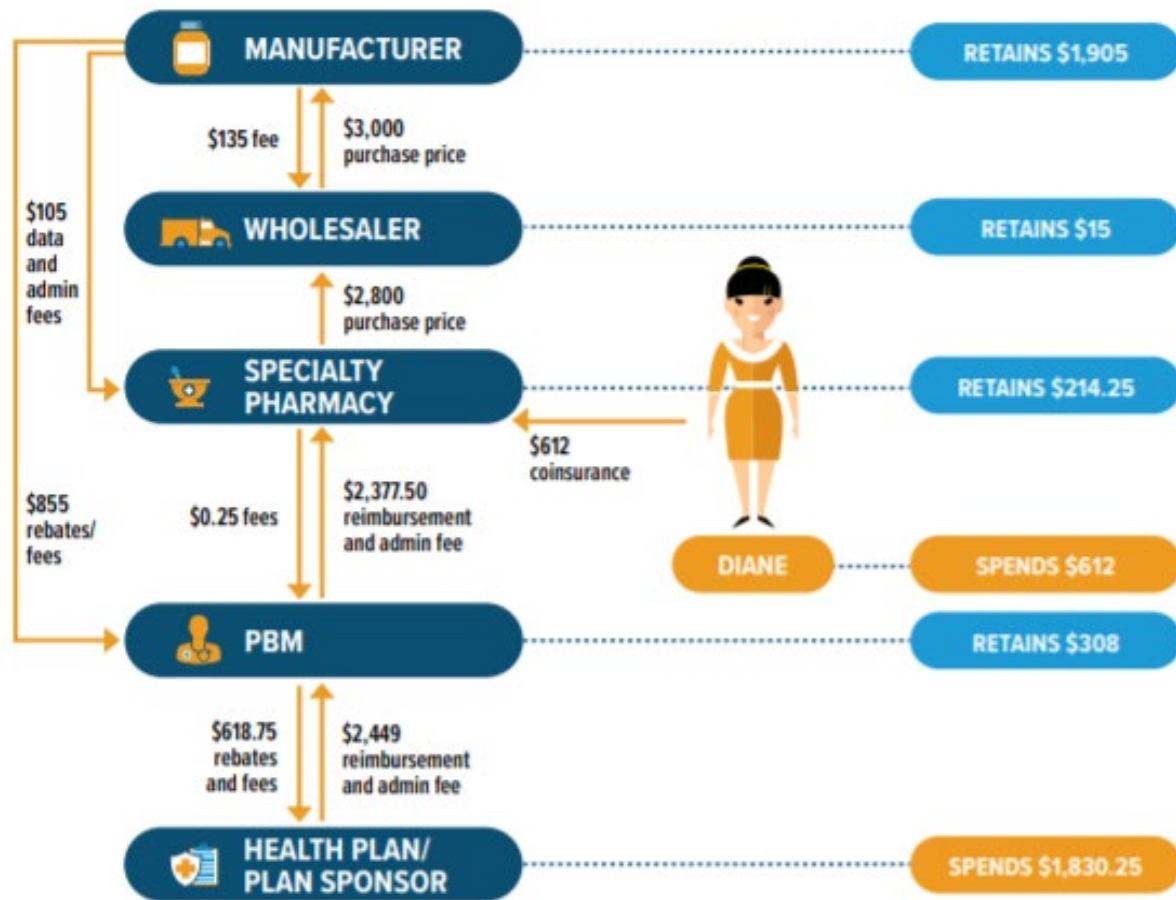 MANUFACTURER
RETAINS $1,905
$135 fee
$3,000
purchase price
$105
data
and
admin
fees
WHOLESALER
RETAINS $15
$2,800
purchase price
SPECIALTY
PHARMACY
RETAINS $214.25
$612
coinsurance
$855
rebates/
fees
$0.25 fees
$2,377.50
reimbursement
and admin fee
DIANE
SPENDS $612
PBM
RETAINS $308
$618.75
rebates
and fees
$2,449
reimbursement
and admin fee
HEALTH PLAN/
PLAN SPONSOR
SPENDS $1,830.25